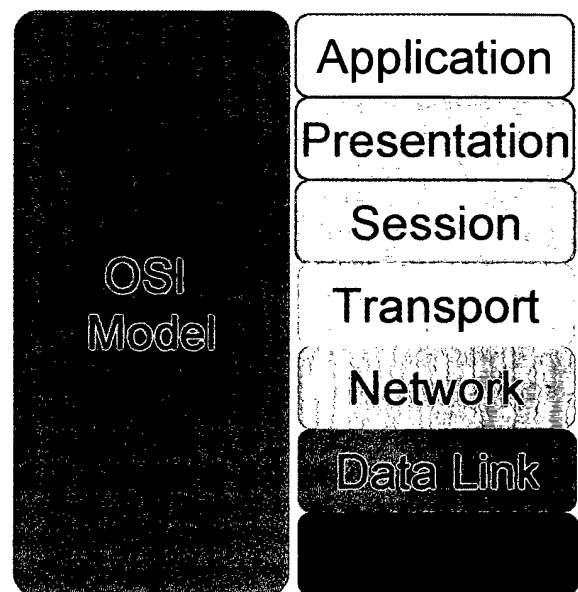 OSI
Model
Application
Presentation
Session
Transport
Network
Data Link